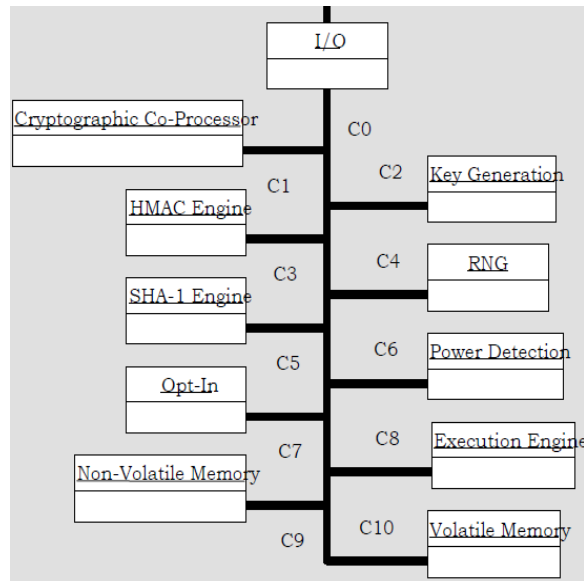 I/O
Cryptographic Co-Processor
C0
C1
C2
Key Generation
HMAC Engine
C3
C4
RNG
SHA-1 Engine
C5
C6
Power Detection
Opt-In
C7
C8
Execution Engine
Non-Volatile Memory
C9
C10
Volatile Memory